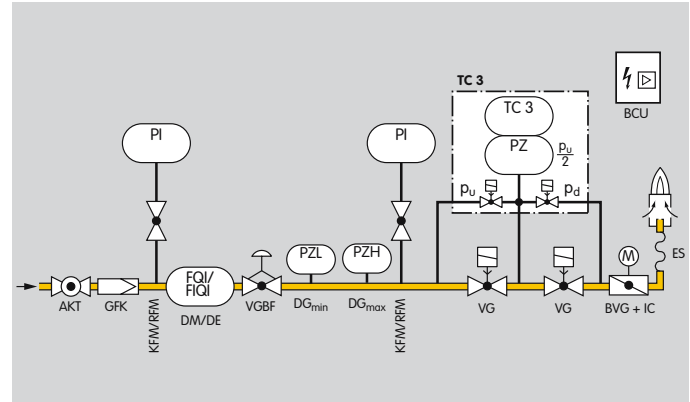 TC 3
TC 3
PZ
pu
2
pu
pd
BCU
PI
PI
PZL
PZH
FQI/
FIQI
M
ES
AKT
GFK
KFM/RFM
DM/DE
VGBF
DGmin
DGmax
KFM/RFM
VG
VG
BVG + IC